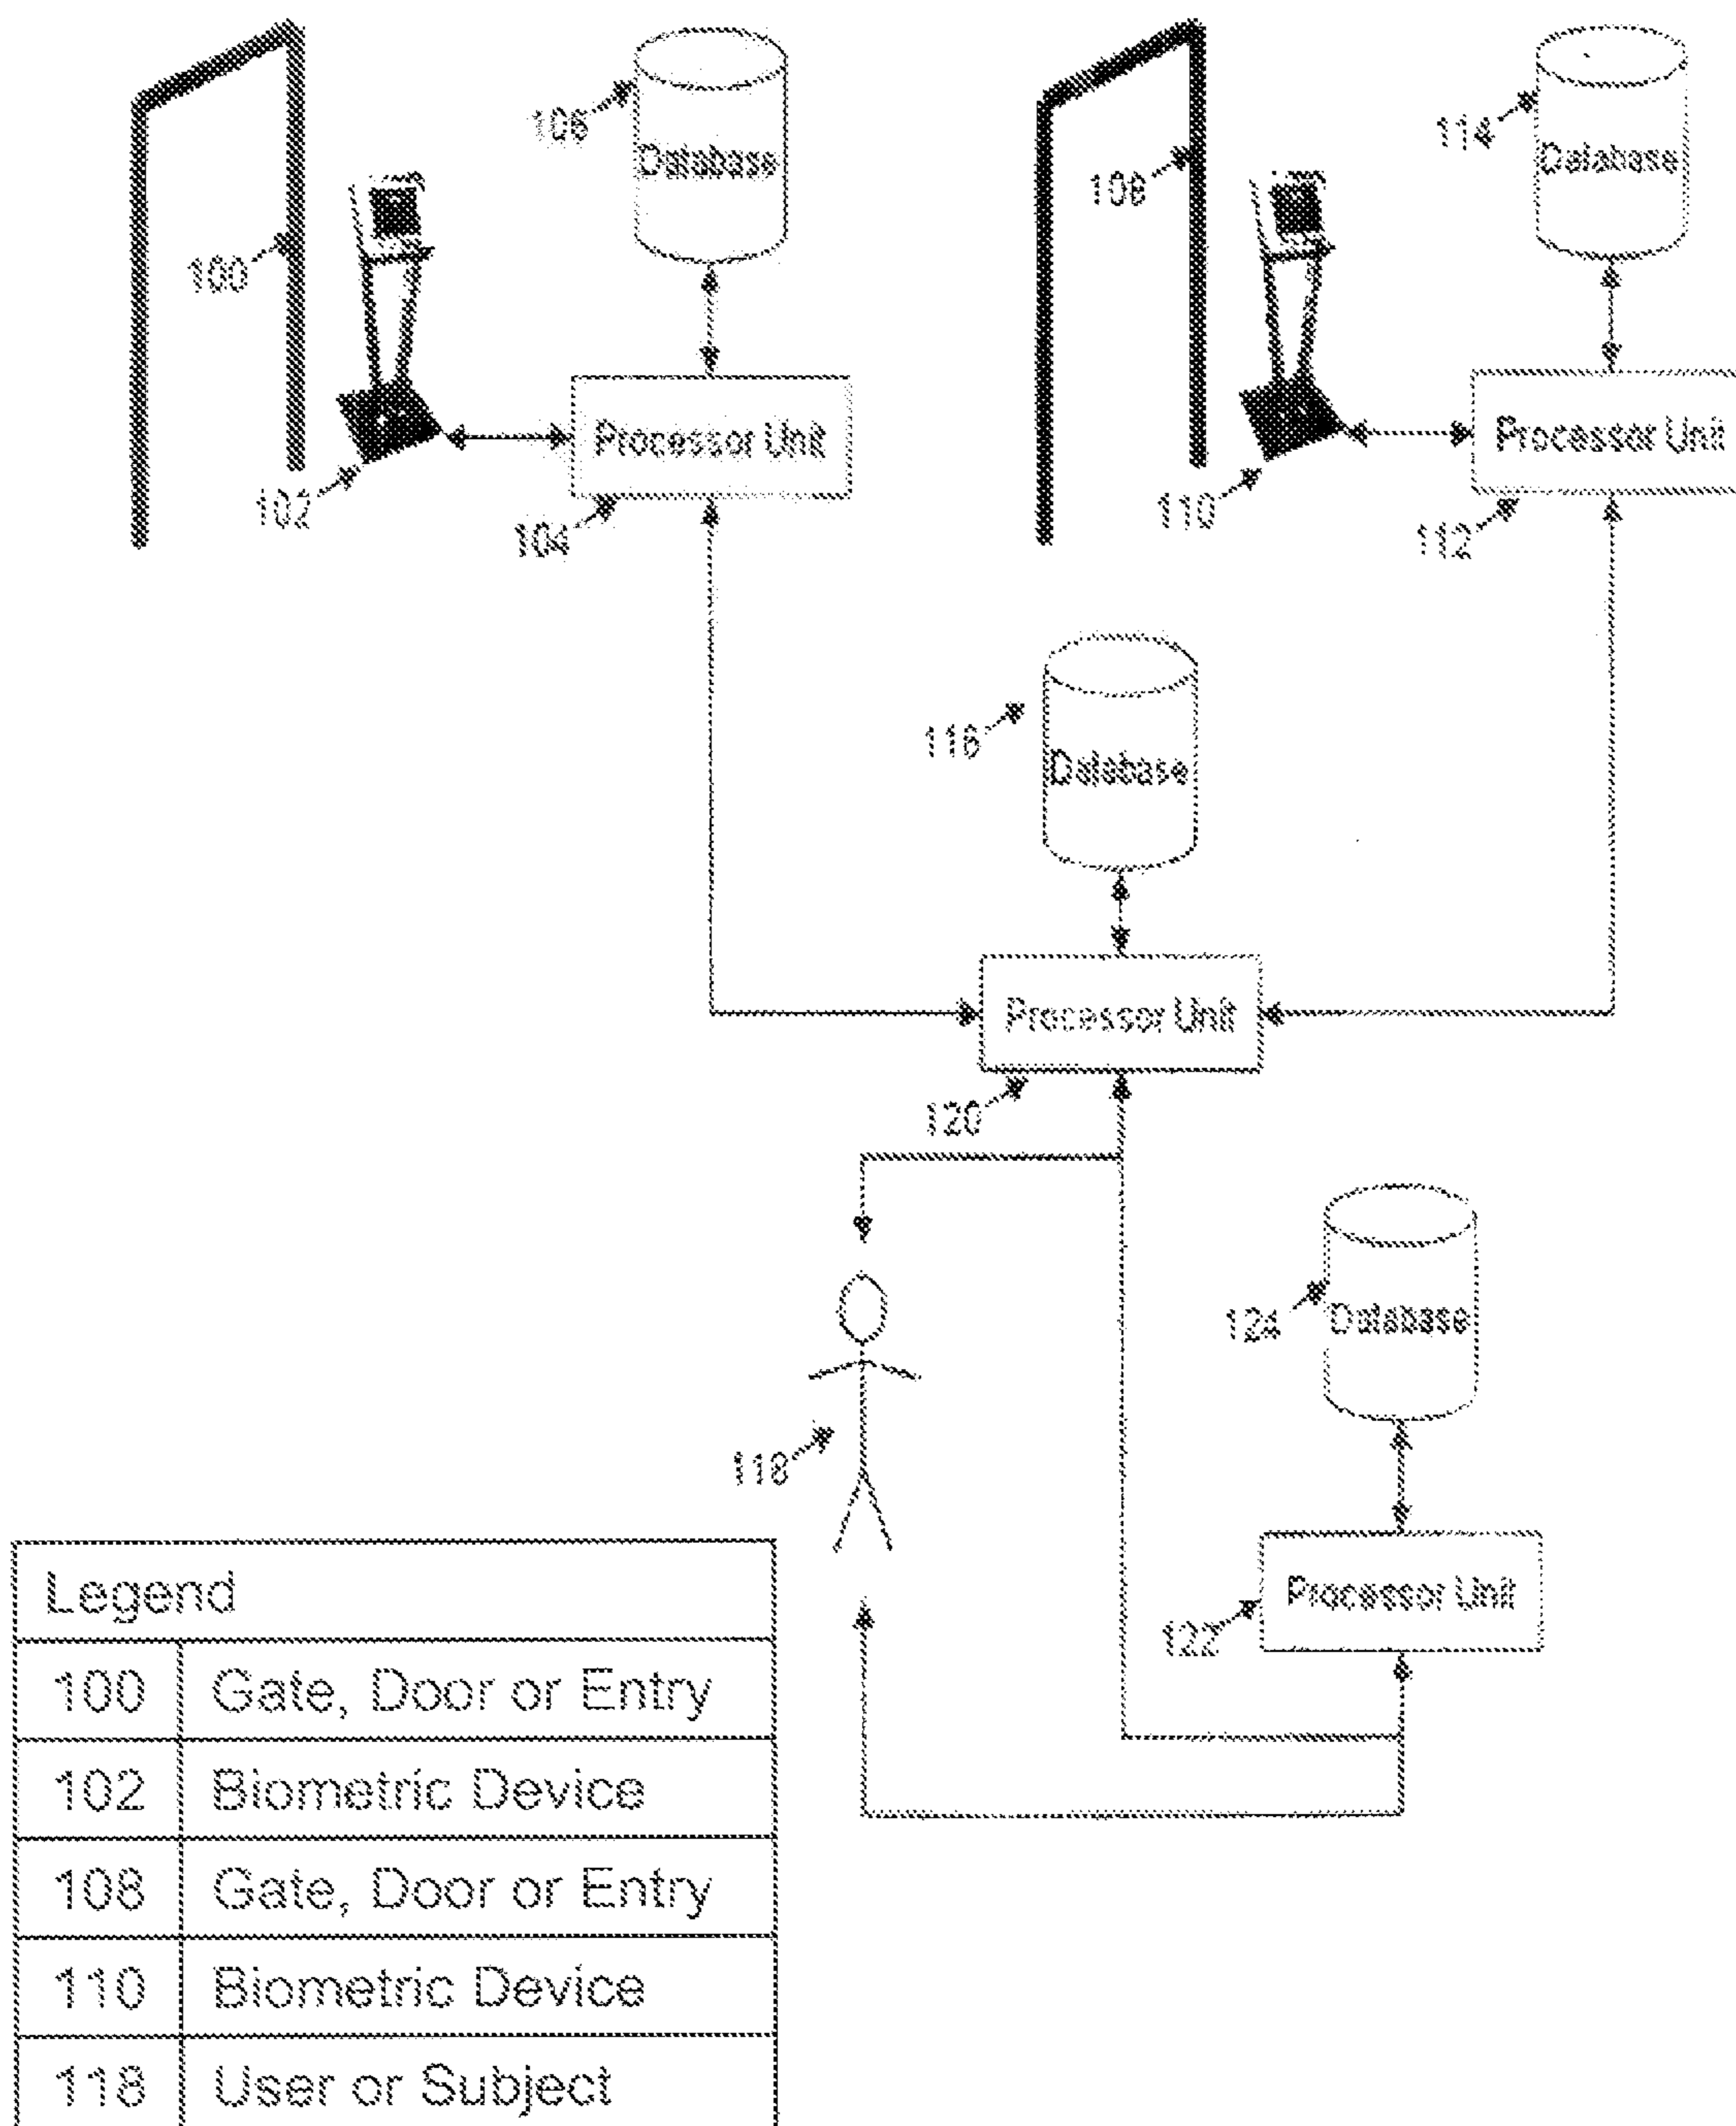 106
Database
114
Database
100
108
Processor Unit
Processor Unit
102
104
110
112
116
Database
Processor Unit
120
124
Database
118
Processor Unit
122
Legend
100 Gate, Door or Entry
102 Biometric Device
108 Gate, Door or Entry
110 Biometric Device
118 User or Subject